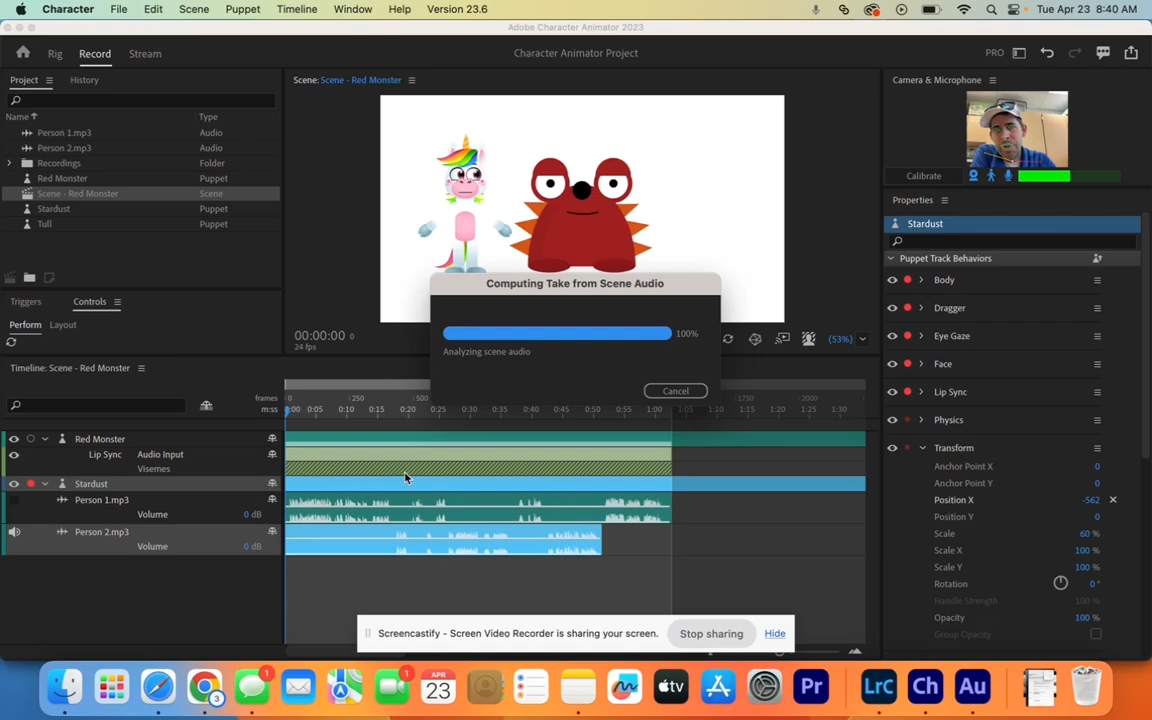 Character File Edit Scene Puppet Timeline Window Help Version 23.6 Tue Apr 23 8:40 AM
Adobe Character Animator 2023
Rig Record Stream Character Animator Project PRO
Project History Scene: Scene - Red Monster Camera & Microphone
Name Type
Person 1.mp3 Audio
Person 2.mp3 Audio
Recordings Folder
Red Monster Puppet
Scene - Red Monster Scene
Stardust Puppet
Tull Puppet
Calibrate
Properties
Stardust
Puppet Track Behaviors
Body
Dragger
Eye Gaze
Face
Lip Sync
Physics
Transform
Anchor Point X 0
Anchor Point Y 0
Position X -562
Position Y 0
Scale 60 %
Scale X 100 %
Scale Y 100 %
Rotation 0 °
Handle Strength 100 %
Opacity 100 %
Group Opacity
Computing Take from Scene Audio
100%
Analyzing scene audio
Cancel
Triggers Controls
Perform Layout
00:00:00 0
24 fps
(53%)
Timeline: Scene - Red Monster
frames 0 250 500 1750 2000
m:ss 0:00 0:05 0:10 0:15 0:20 0:25 0:30 0:35 0:40 0:45 0:50 0:55 1:00 1:05 1:10 1:15 1:20 1:25 1:30
Red Monster
Lip Sync Audio Input
Visemes
Stardust
Person 1.mp3
Volume 0 dB
Person 2.mp3
Volume 0 dB
Screencastify - Screen Video Recorder is sharing your screen. Stop sharing Hide
3 1 1 APR 23 tv Pr LrC Ch Au